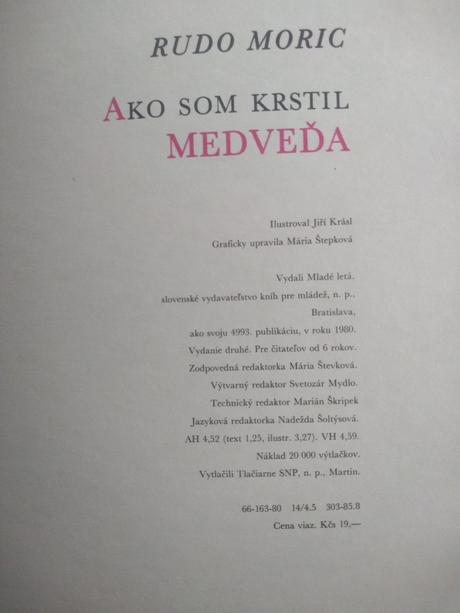 RUDO MORIC
AKO SOM KRSTIL
MEDVEĎA
Ilustroval Jiří Krásl
Graficky upravila Mária Štepková
Vydali Mladé letá,
slovenské vydavateľstvo kníh pre mládež, n. p.,
Bratislava,
ako svoju 4993. publikáciu, v roku 1980.
Vydanie druhé. Pre čitateľov od 6 rokov.
Zodpovedná redaktorka Mária Števková.
Výtvarný redaktor Svetozár Mydlo.
Technický redaktor Marián Škripek
Jazyková redaktorka Nadežda Šoltýsová.
AH 4,52 (text 1,25, ilustr. 3,27). VH 4,59.
Náklad 20 000 výtlačkov.
Vytlačili Tlačiarne SNP, n. p., Martin.
66-163-80 14/4.5 303-85.8
Cena viaz. Kčs 19,—